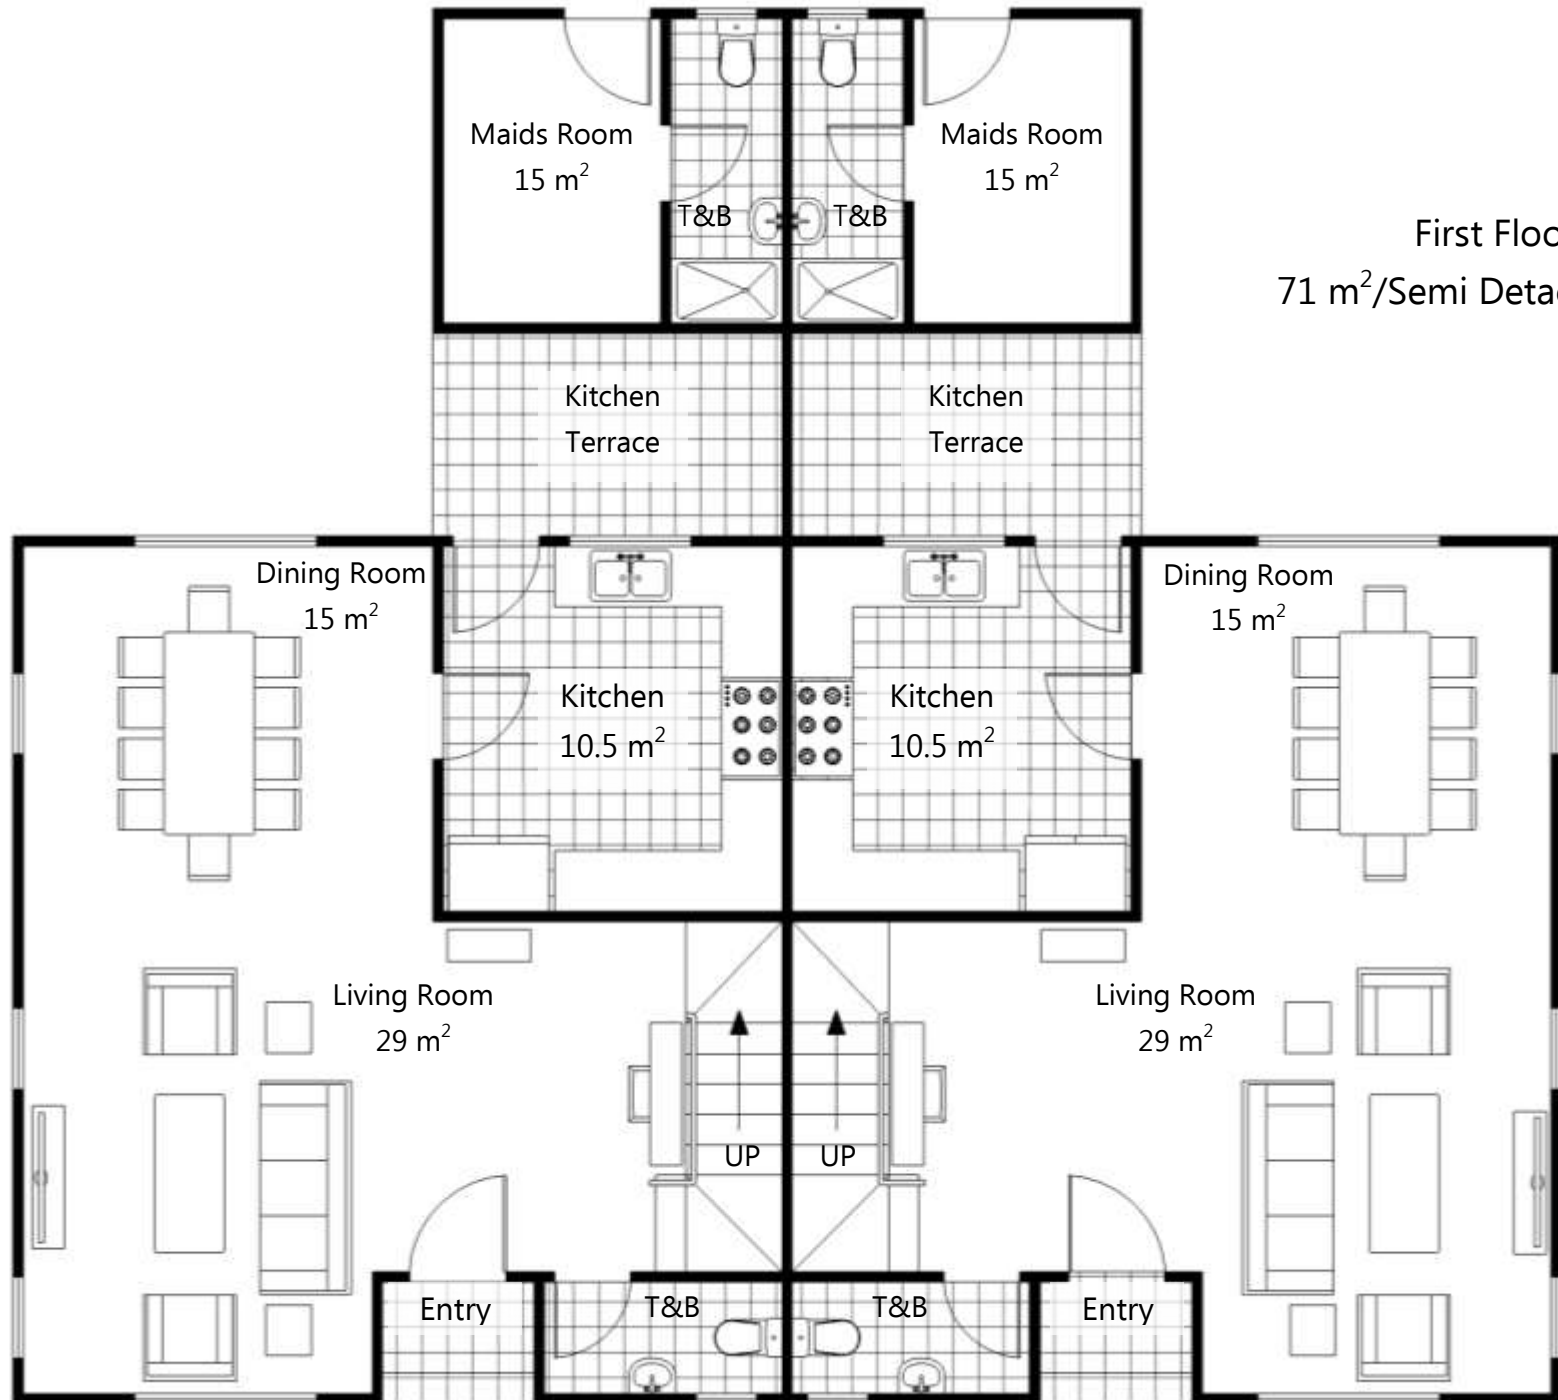 Maids Room
15 m²
T&B
T&B
Maids Room
15 m²
First Floo
71 m²/Semi Deta
Kitchen
Terrace
Kitchen
Terrace
Dining Room
15 m²
Kitchen
10.5 m²
Kitchen
10.5 m²
Dining Room
15 m²
Living Room
29 m²
Living Room
29 m²
UP
UP
Entry
T&B
T&B
Entry